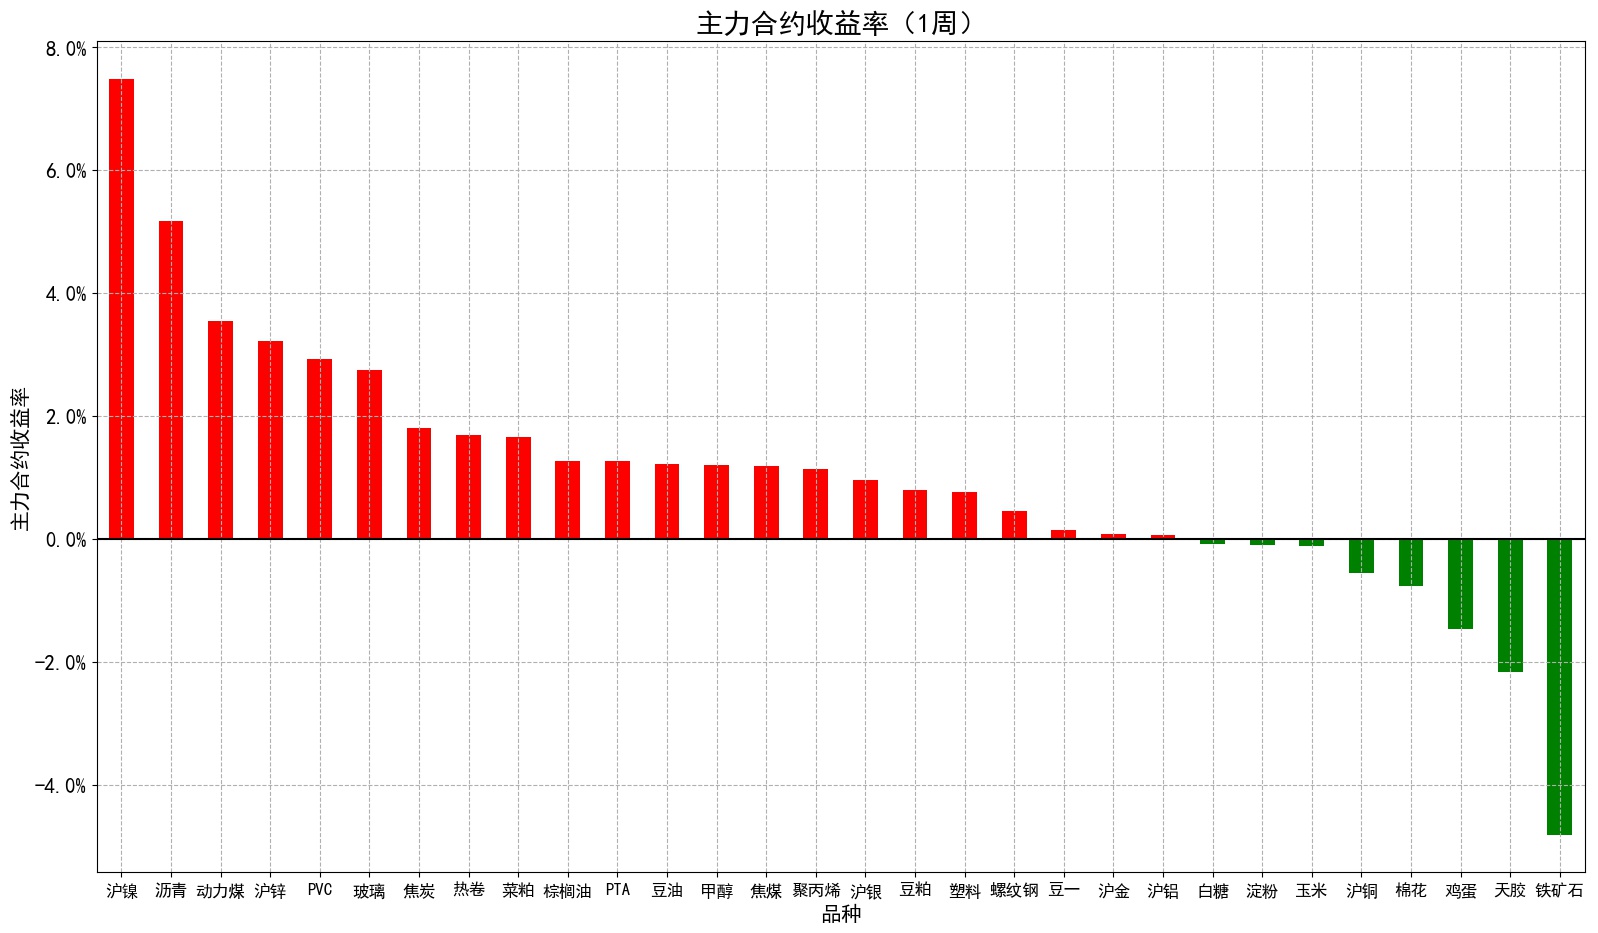 主力合约收益率（1周）
主力合约收益率
8.0%
6.0%
4.0%
2.0%
0.0%
-2.0%
-4.0%
沪镍 沥青 动力煤 沪锌 PVC 玻璃 焦炭 热卷 菜粕 棕榈油 PTA 豆油 甲醇 焦煤 聚丙烯 沪银 豆粕 塑料 螺纹钢 豆一 沪金 沪铝 白糖 淀粉 玉米 沪铜 棉花 鸡蛋 天胶 铁矿石
品种